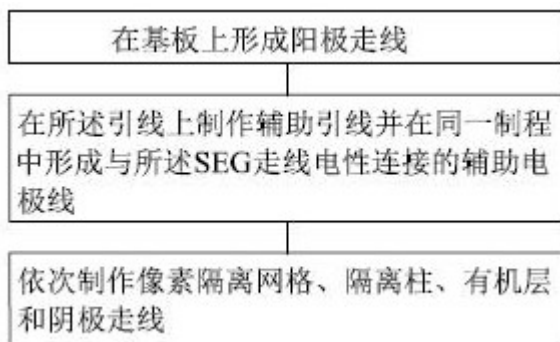 在基板上形成阳极走线
在所述引线上制作辅助引线并在同一制程
中形成与所述SEG走线电性连接的辅助电
极线
依次制作像素隔离网格、隔离柱、有机层
和阴极走线